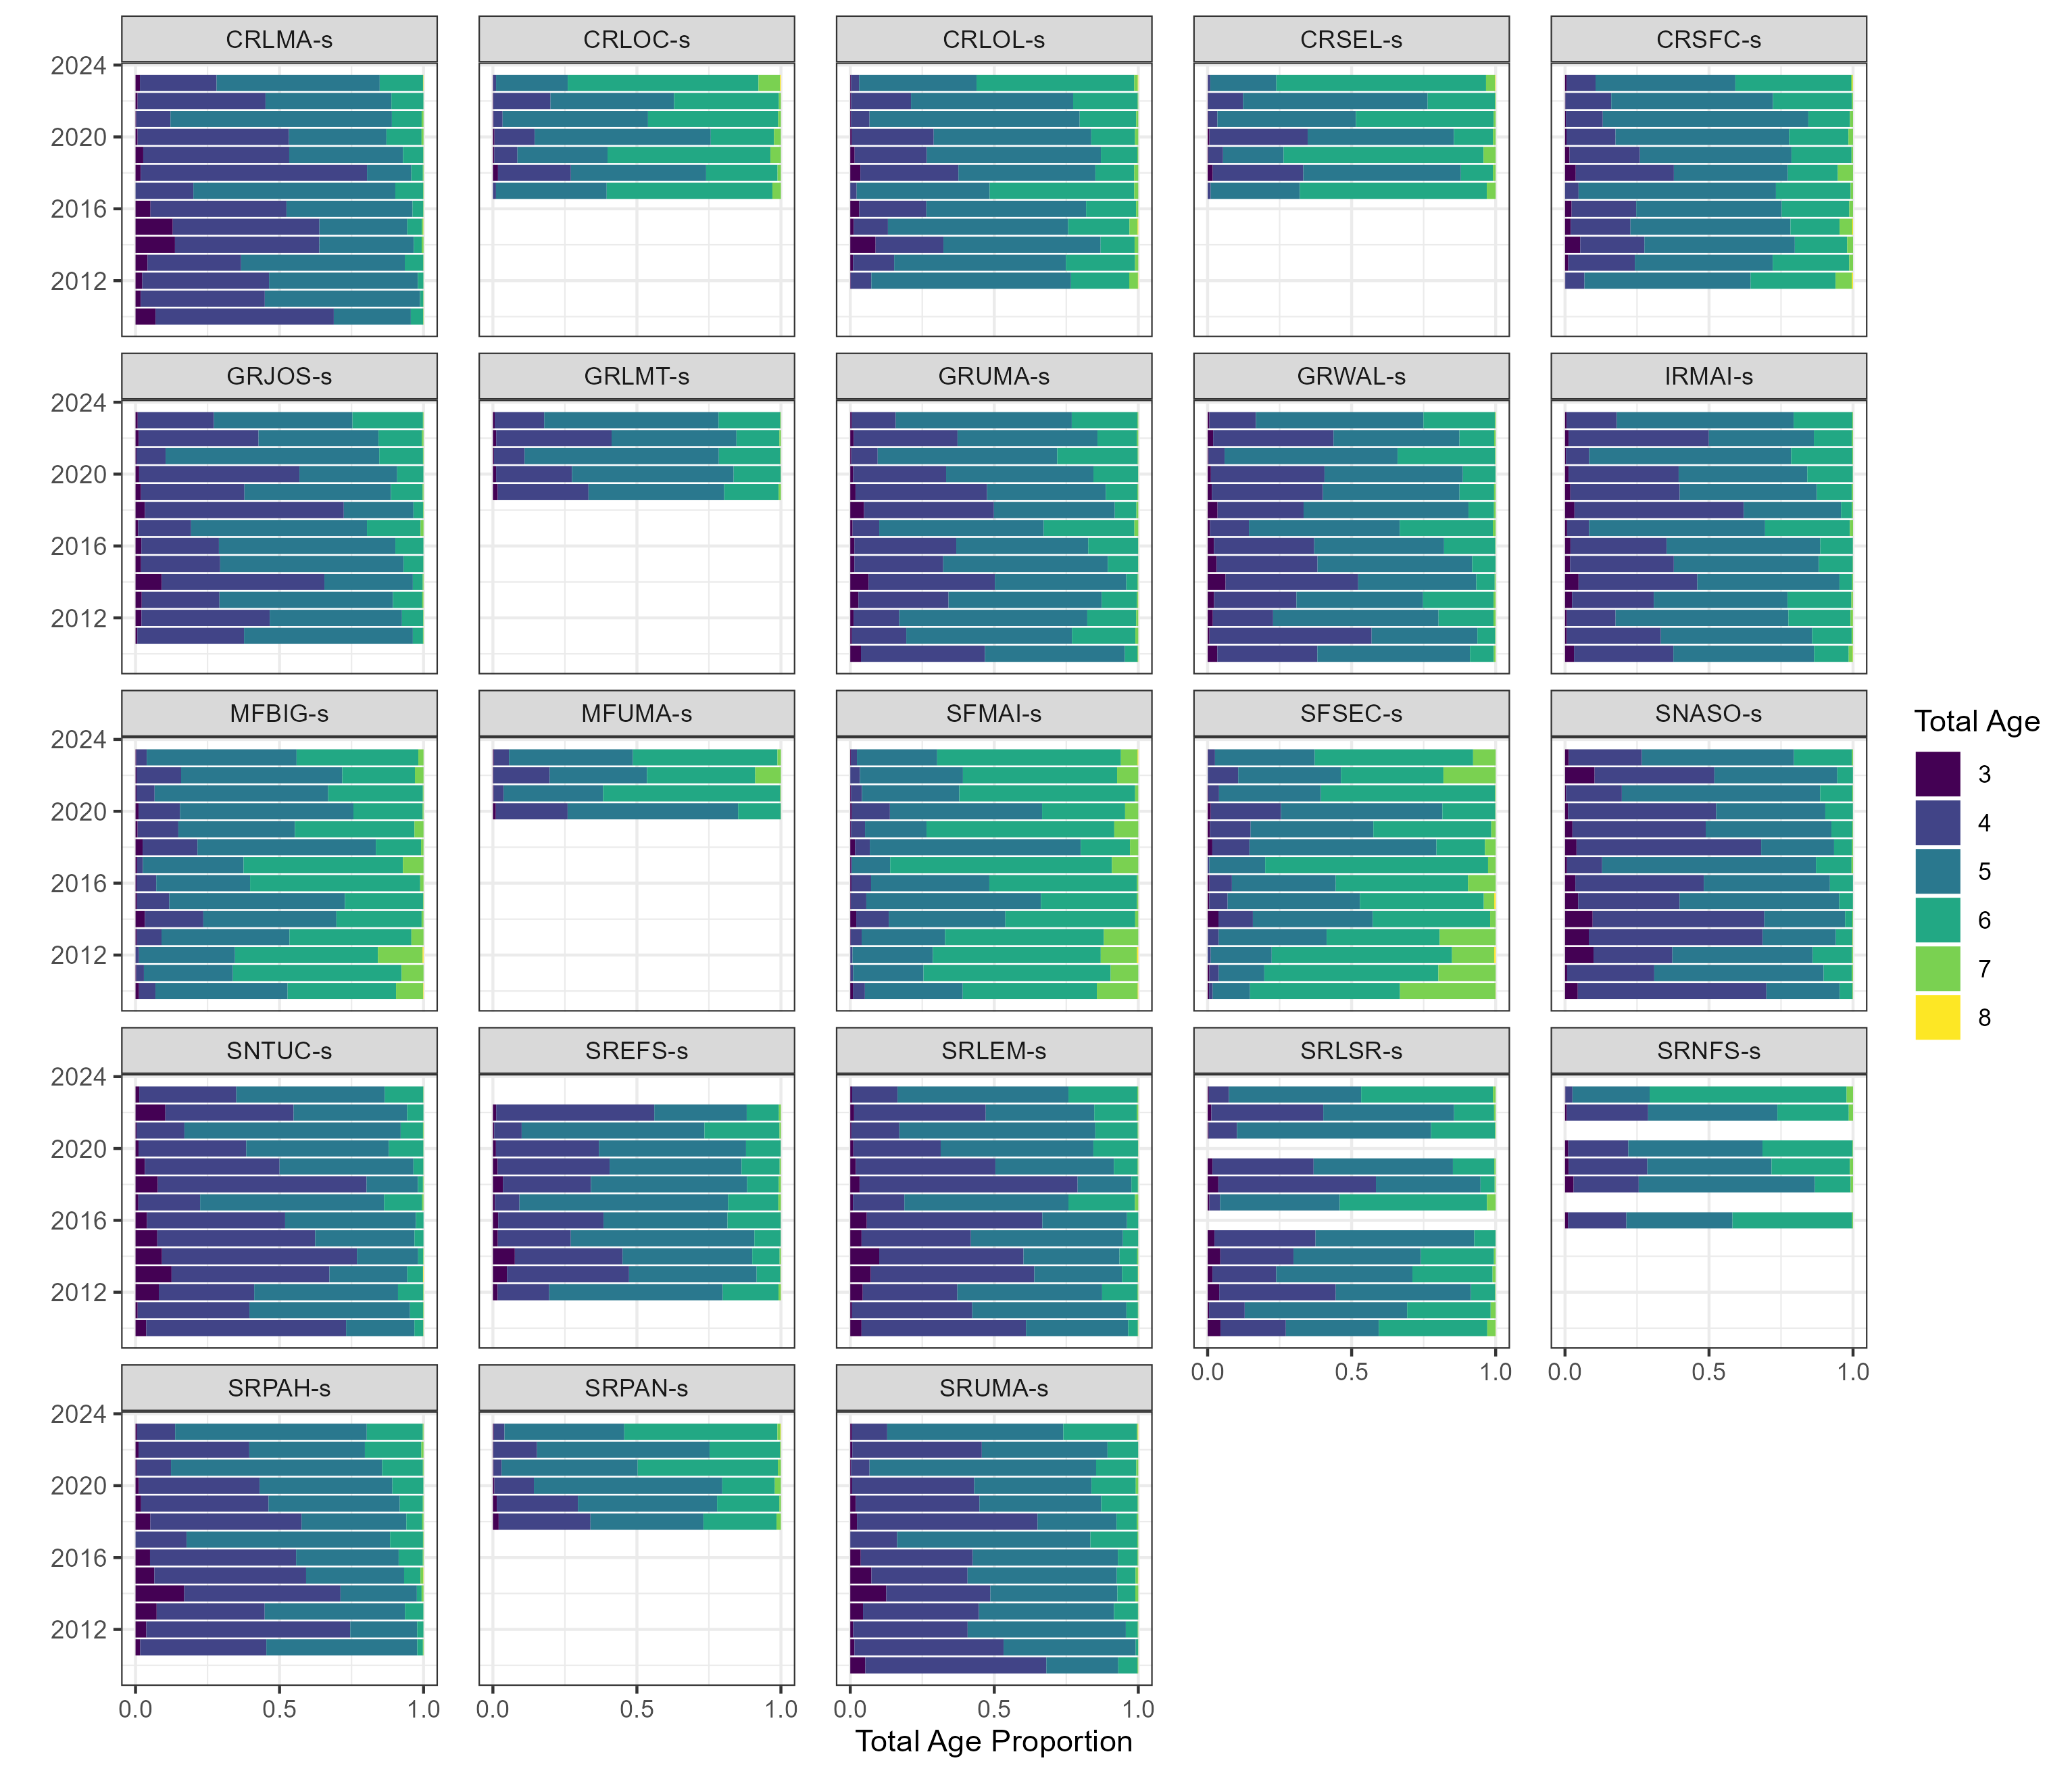 CRLMA-s CRLOC-s CRLOL-s CRSEL-s CRSFC-s
2024
2020
2016
2012
GRJOS-s GRLMT-s GRUMA-s GRWAL-s IRMAI-s
2024
2020
2016
2012
MFBIG-s MFUMA-s SFMAI-s SFSEC-s SNASO-s
2024
2020
2016
2012
Total Age
3
4
5
6
7
8
SNTUC-s SREFS-s SRLEM-s SRLSR-s SRNFS-s
2024
2020
2016
2012
0.0 0.5 1.0 0.0 0.5 1.0
SRPAH-s SRPAN-s SRUMA-s
2024
2020
2016
2012
0.0 0.5 1.0 0.0 0.5 1.0 0.0 0.5 1.0
Total Age Proportion